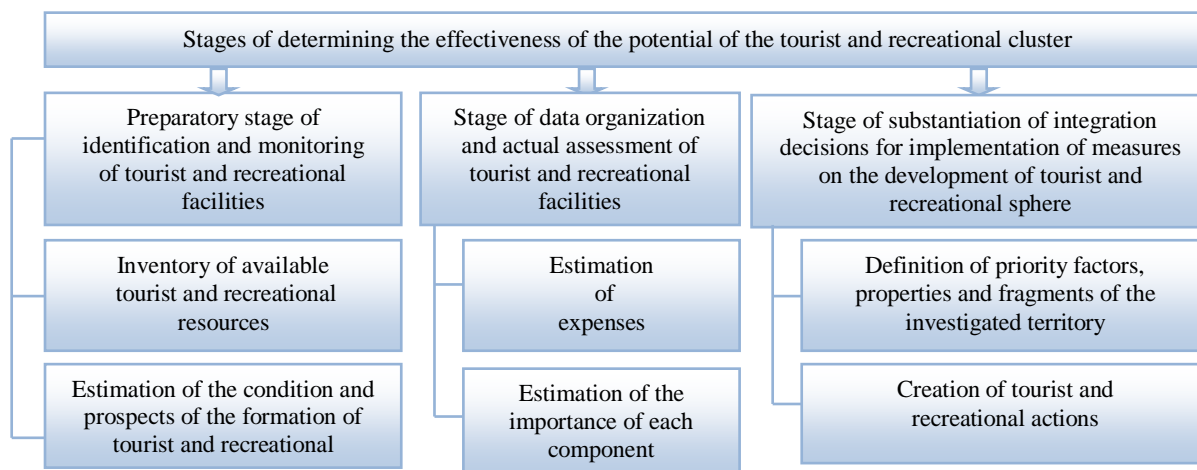 Stages of determining the effectiveness of the potential of the tourist and recreational cluster
Preparatory stage of
identification and monitoring
of tourist and recreational
facilities
Inventory of available
tourist and recreational
resources
Estimation of the condition and
prospects of the formation of
tourist and recreational
Stage of data organization
and actual assessment of
tourist and recreational
facilities
Estimation
of
expenses
Estimation of the
importance of each
component
Stage of substantiation of integration
decisions for implementation of measures
on the development of tourist and
recreational sphere
Definition of priority factors,
properties and fragments of the
investigated territory
Creation of tourist and
recreational actions